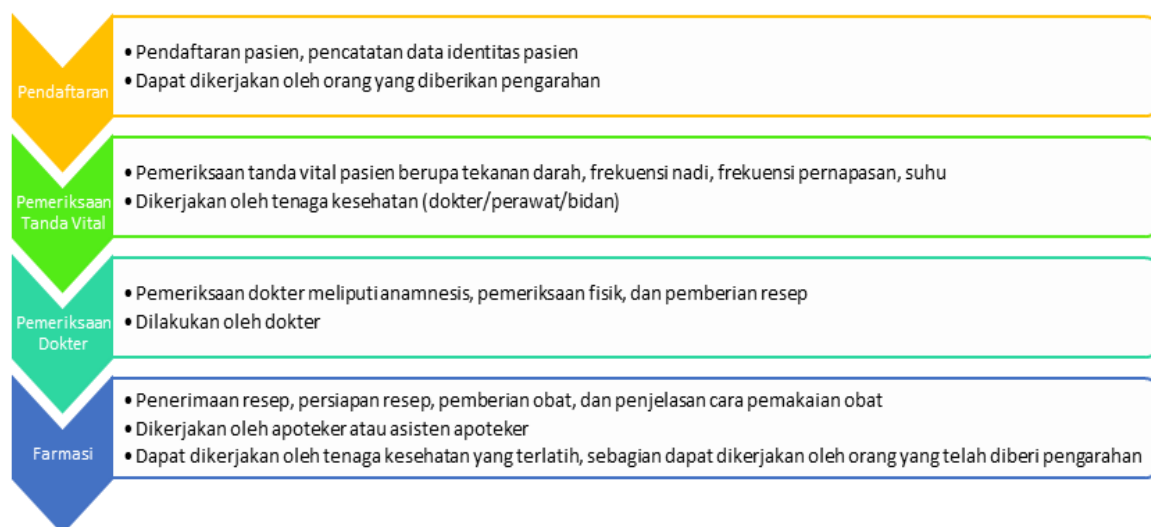 Pendaftaran
• Pendaftaran pasien, pencatatan data identitas pasien
• Dapat dikerjakan oleh orang yang diberikan pengarahan
Pemeriksaan
Tanda Vital
• Pemeriksaan tanda vital pasien berupa tekanan darah, frekuensi nadi, frekuensi pernapasan, suhu
• Dikerjakan oleh tenaga kesehatan (dokter/perawat/bidan)
Pemeriksaan
Dokter
• Pemeriksaan dokter meliputi anamnesis, pemeriksaan fisik, dan pemberian resep
• Dilakukan oleh dokter
Farmasi
• Penerimaan resep, persiapan resep, pemberian obat, dan penjelasan cara pemakaian obat
• Dikerjakan oleh apoteker atau asisten apoteker
• Dapat dikerjakan oleh tenaga kesehatan yang terlatih, sebagian dapat dikerjakan oleh orang yang telah diberi pengarahan